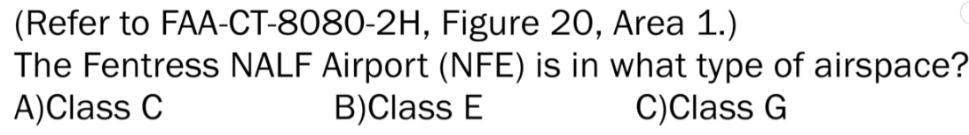 (Refer to FAA-CT-8080-2H, Figure 20, Area 1.)
The Fentress NALF Airport (NFE) is in what type of airspace?
A)Class C B)Class E C)Class G